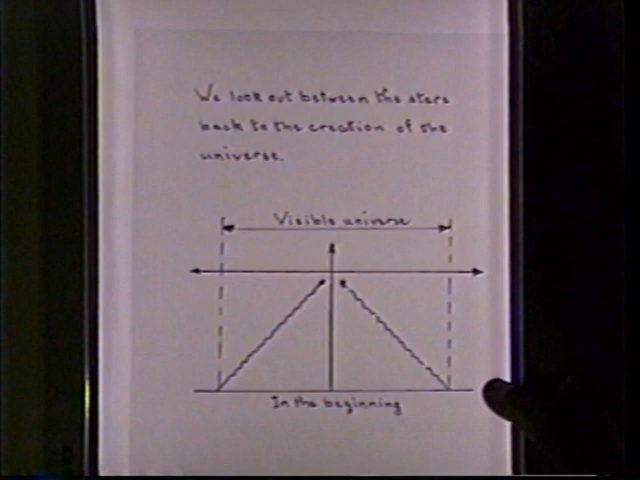 We look out between the stars
back to the creation of the
universe.
Visible universe
In the beginning